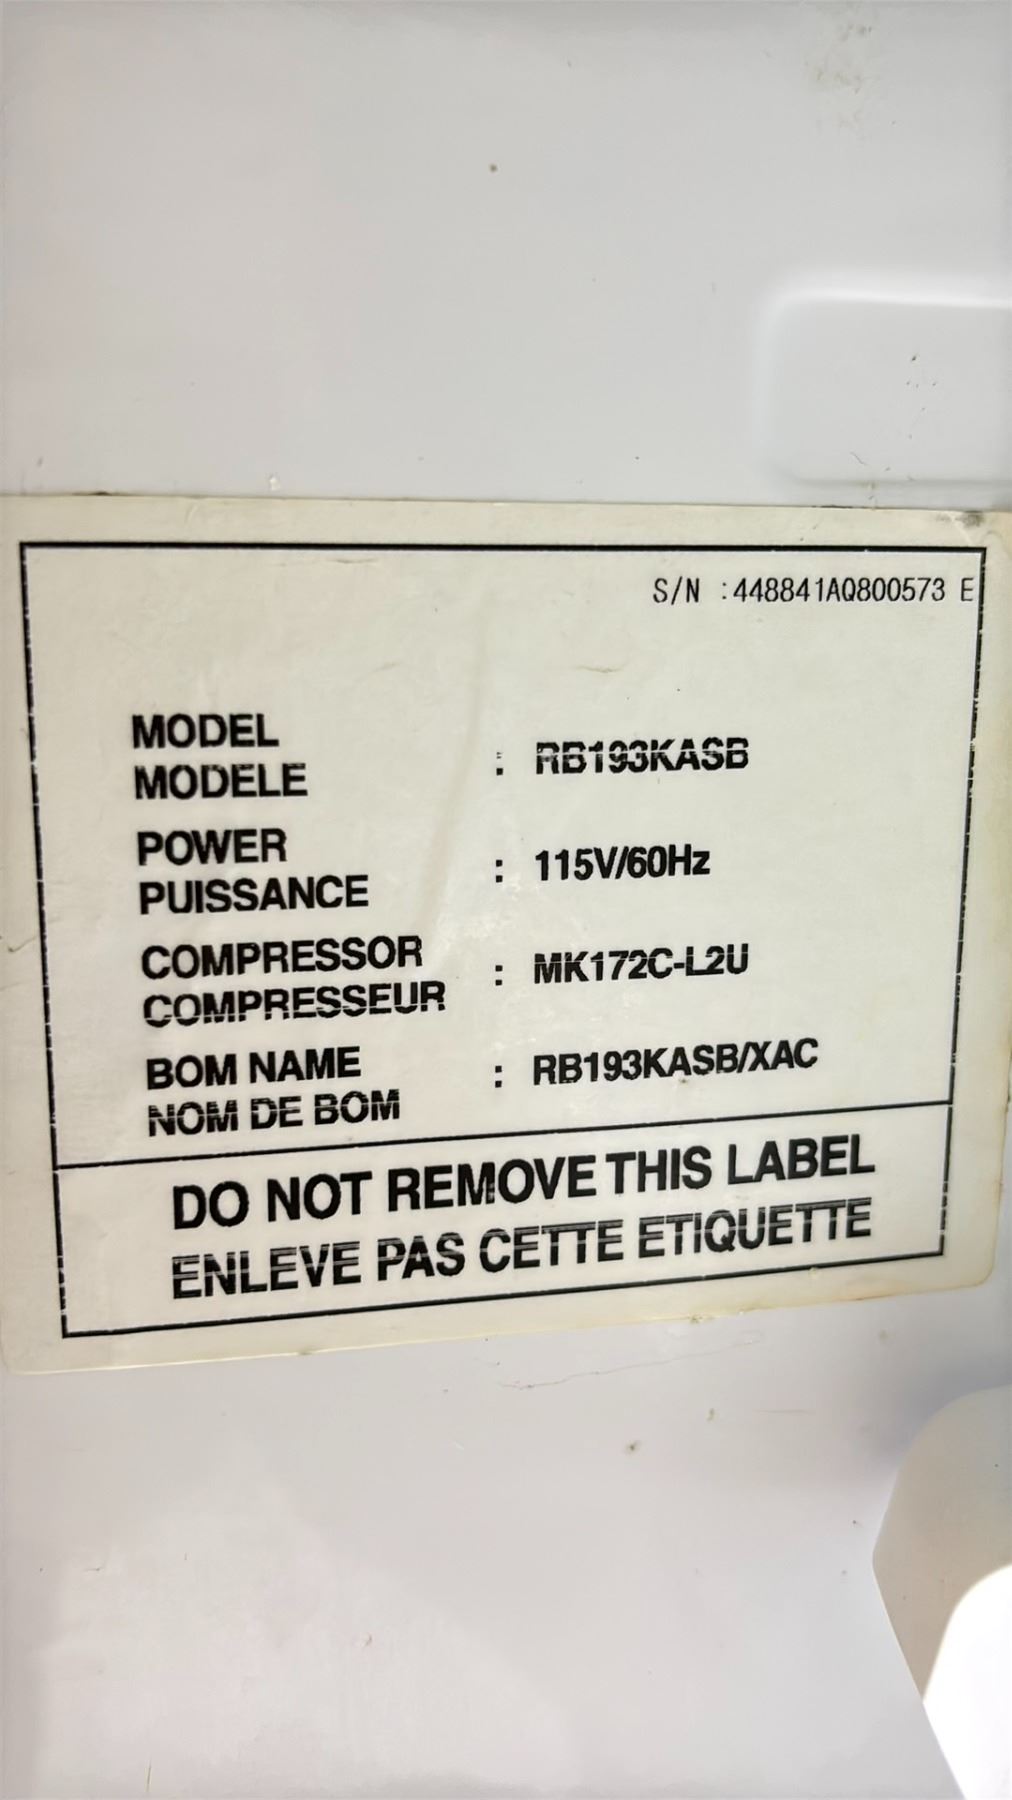 S/N :448841AQ800573 E
MODEL
MODELE : RB193KASB
POWER
PUISSANCE : 115V/60Hz
COMPRESSOR
COMPRESSEUR : MK172C-L2U
BOM NAME
NOM DE BOM : RB193KASB/XAC
DO NOT REMOVE THIS LABEL
ENLEVE PAS CETTE ETIQUETTE